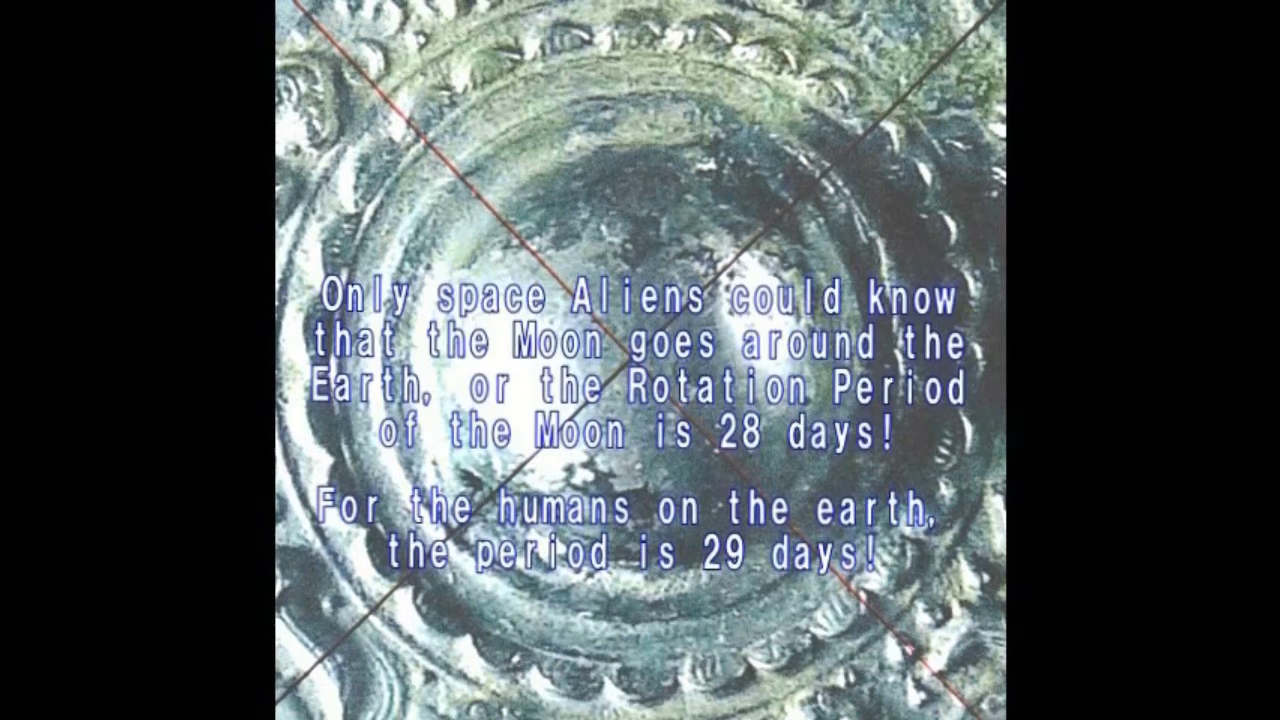 Only space Aliens could know
that the Moon goes around the
Earth, or the Rotation Period
of the Moon is 28 days!
For the humans on the earth,
the period is 29 days!